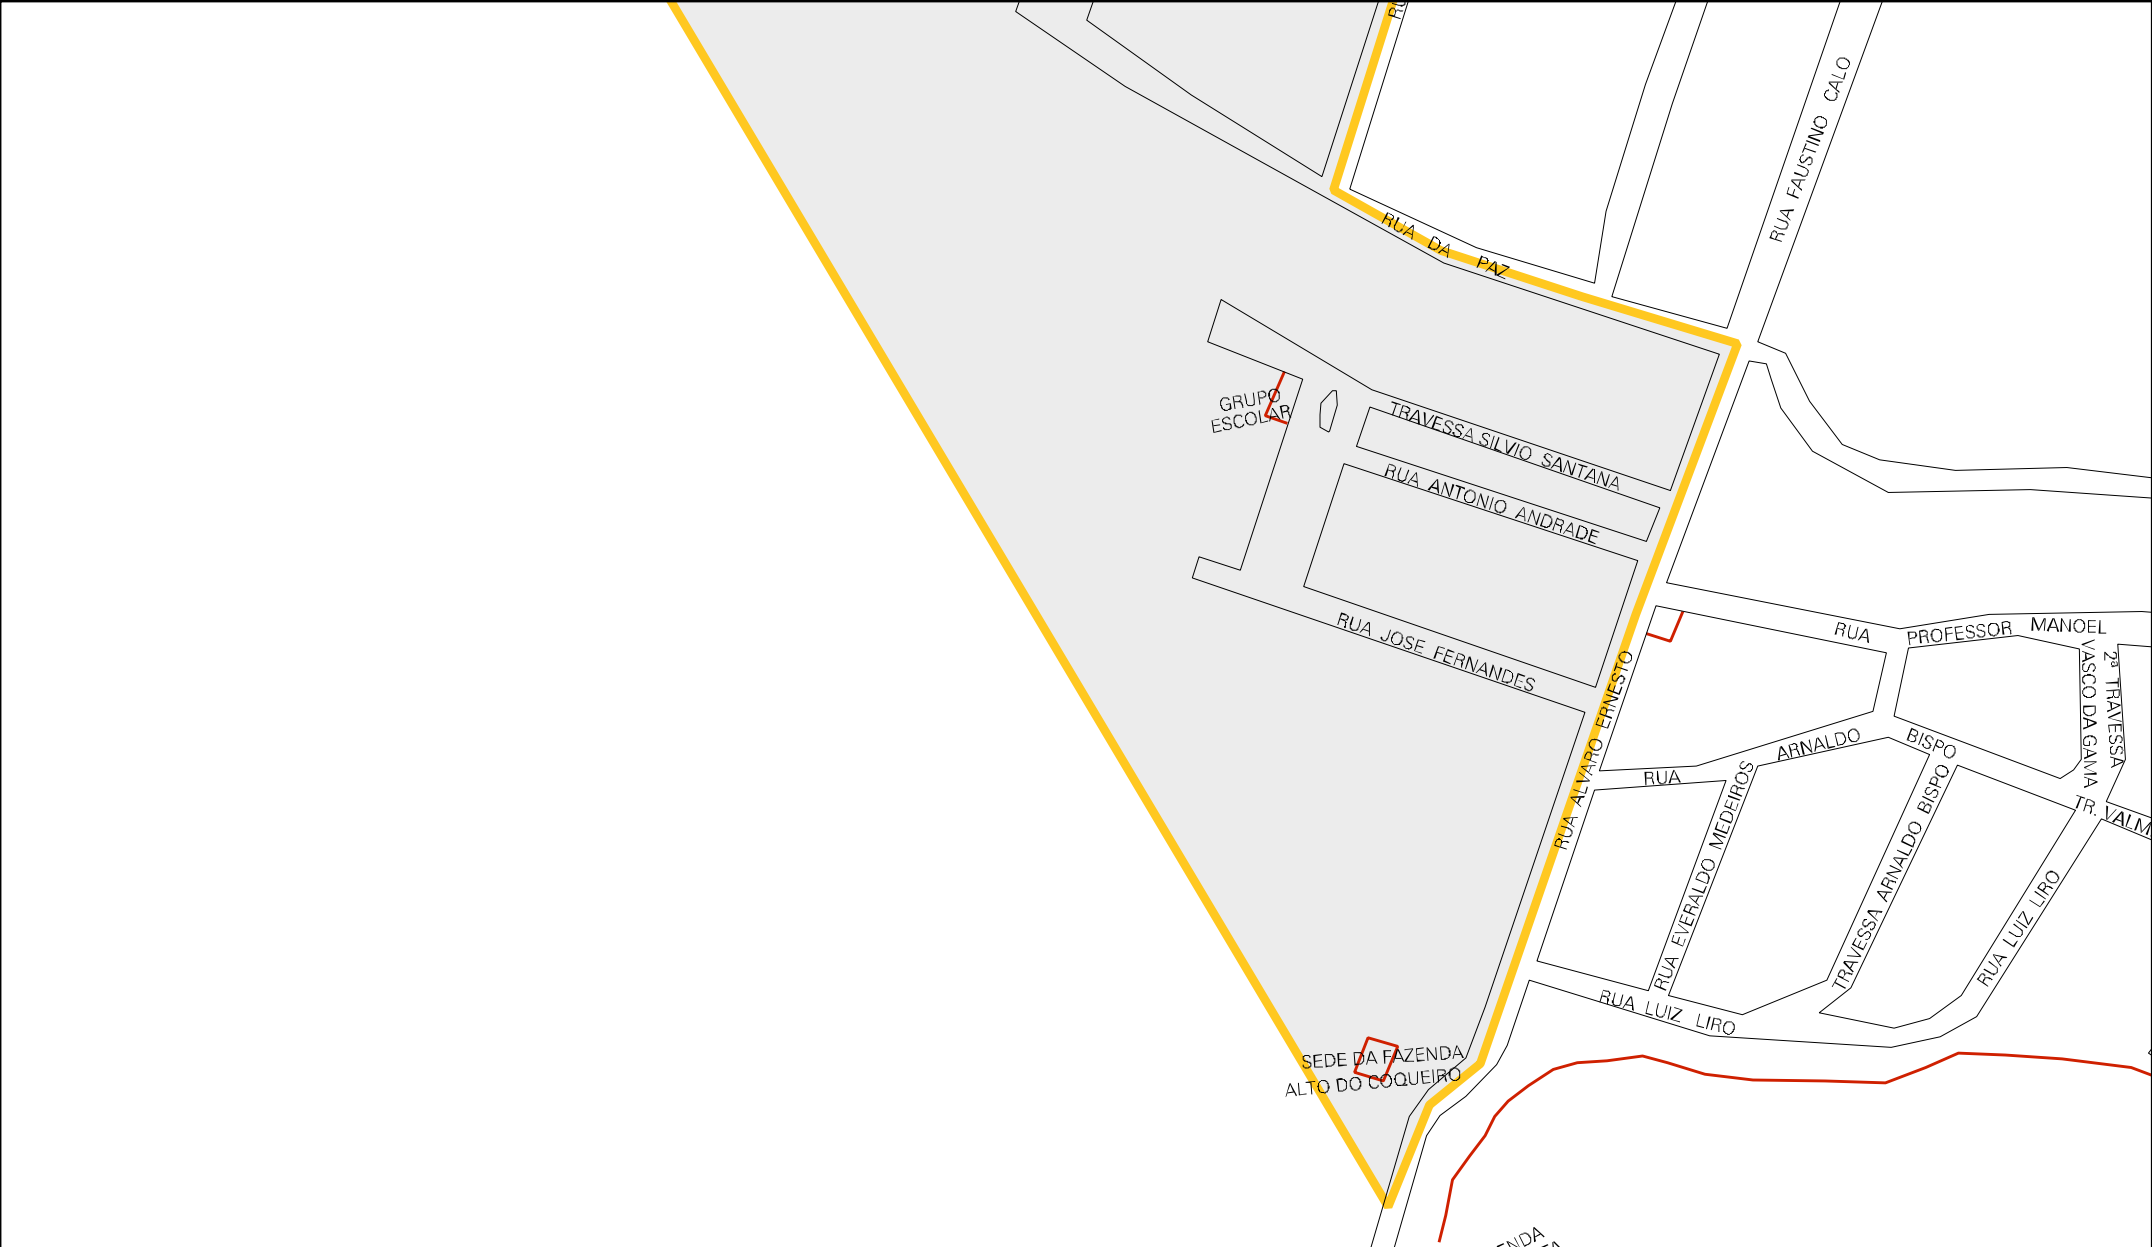 RUA FAUSTINO CALO
RUA DA PAZ
GRUPO
ESCOLAR
TRAVESSA SILVIO SANTANA
RUA ANTONIO ANDRADE
RUA JOSE FERNANDES
RUA ALVARO ERNESTO
RUA PROFESSOR MANOEL
2ª TRAVESSA
VASCO DA GAMA
RUA ARNALDO BISPO
RUA EVERALDO MEDEIROS
TRAVESSA ARNALDO BISPO
TR. VALM
RUA LUIZ LIRO
RUA LUIZ LIRO
SEDE DA FAZENDA
ALTO DO COQUEIRO